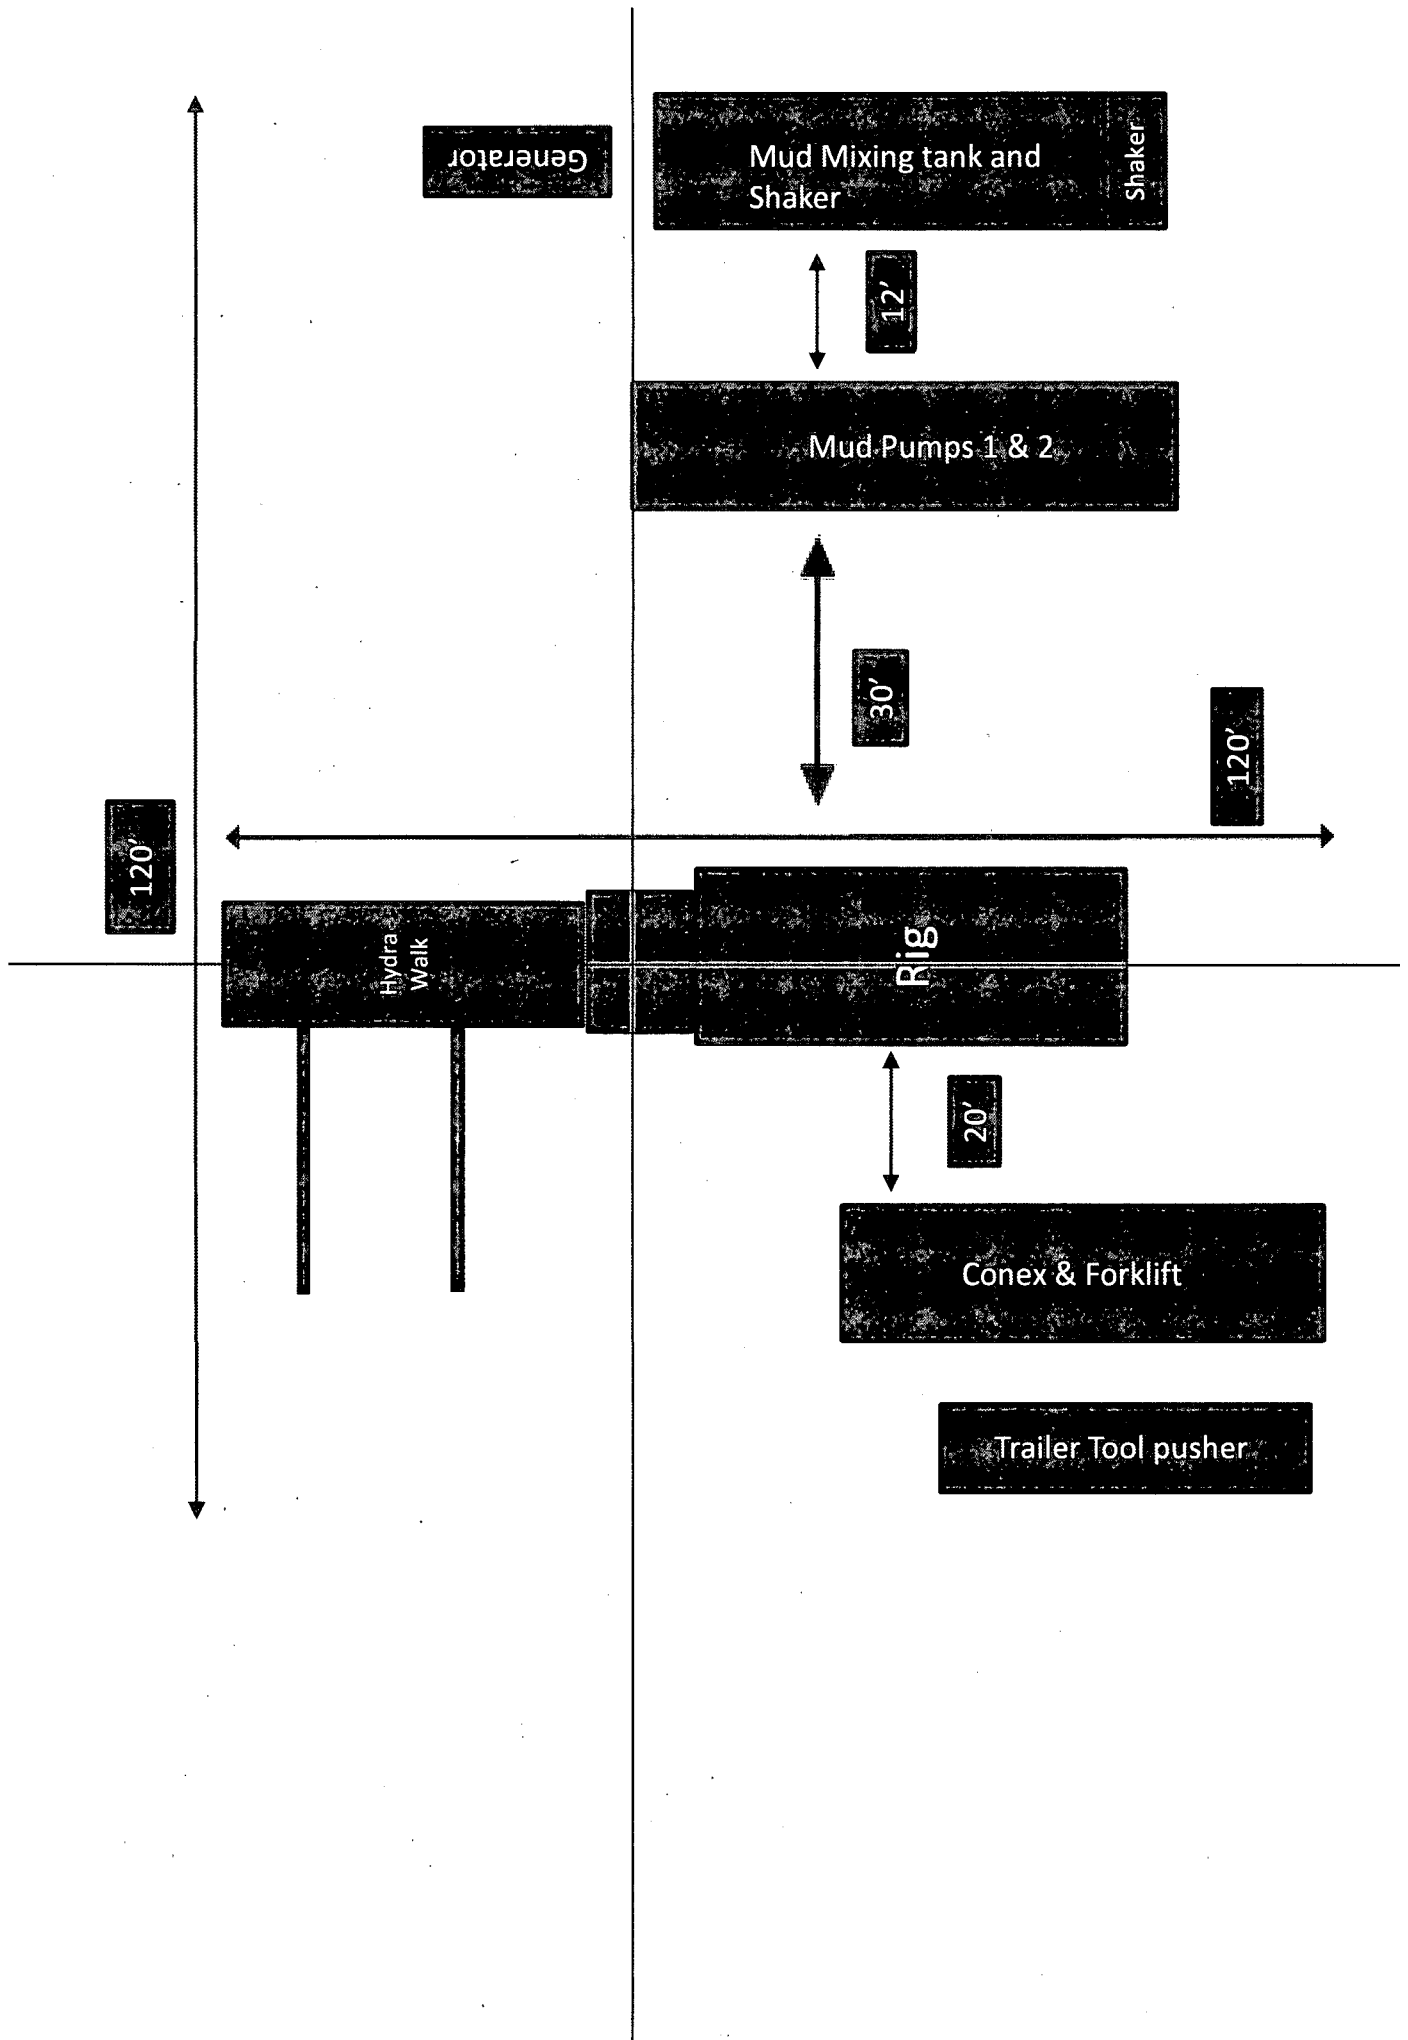 Generator
Mud Mixing tank and
Shaker
Shaker
12'
Mud Pumps 1 & 2
30'
120'
120'
Hydra
Walk
Rig
20'
Conex & Forklift
Trailer Tool pusher